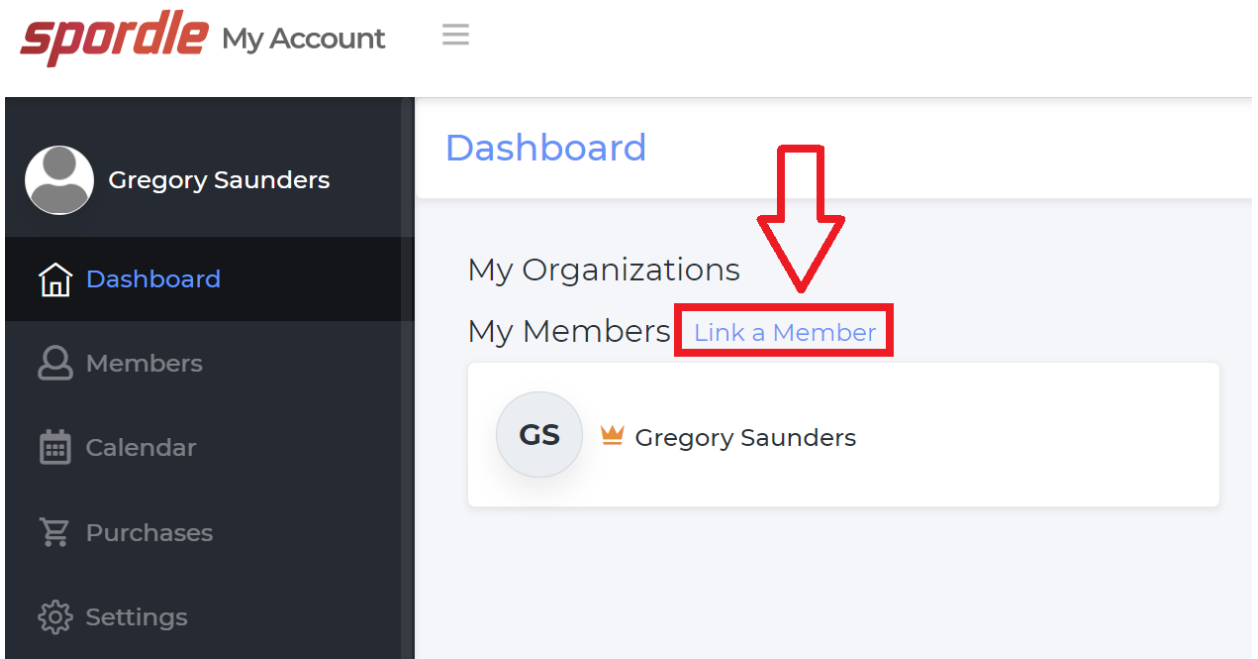 spordle My Account
Gregory Saunders
Dashboard
Members
Calendar
Purchases
Settings
Dashboard
My Organizations
My Members Link a Member
GS Gregory Saunders